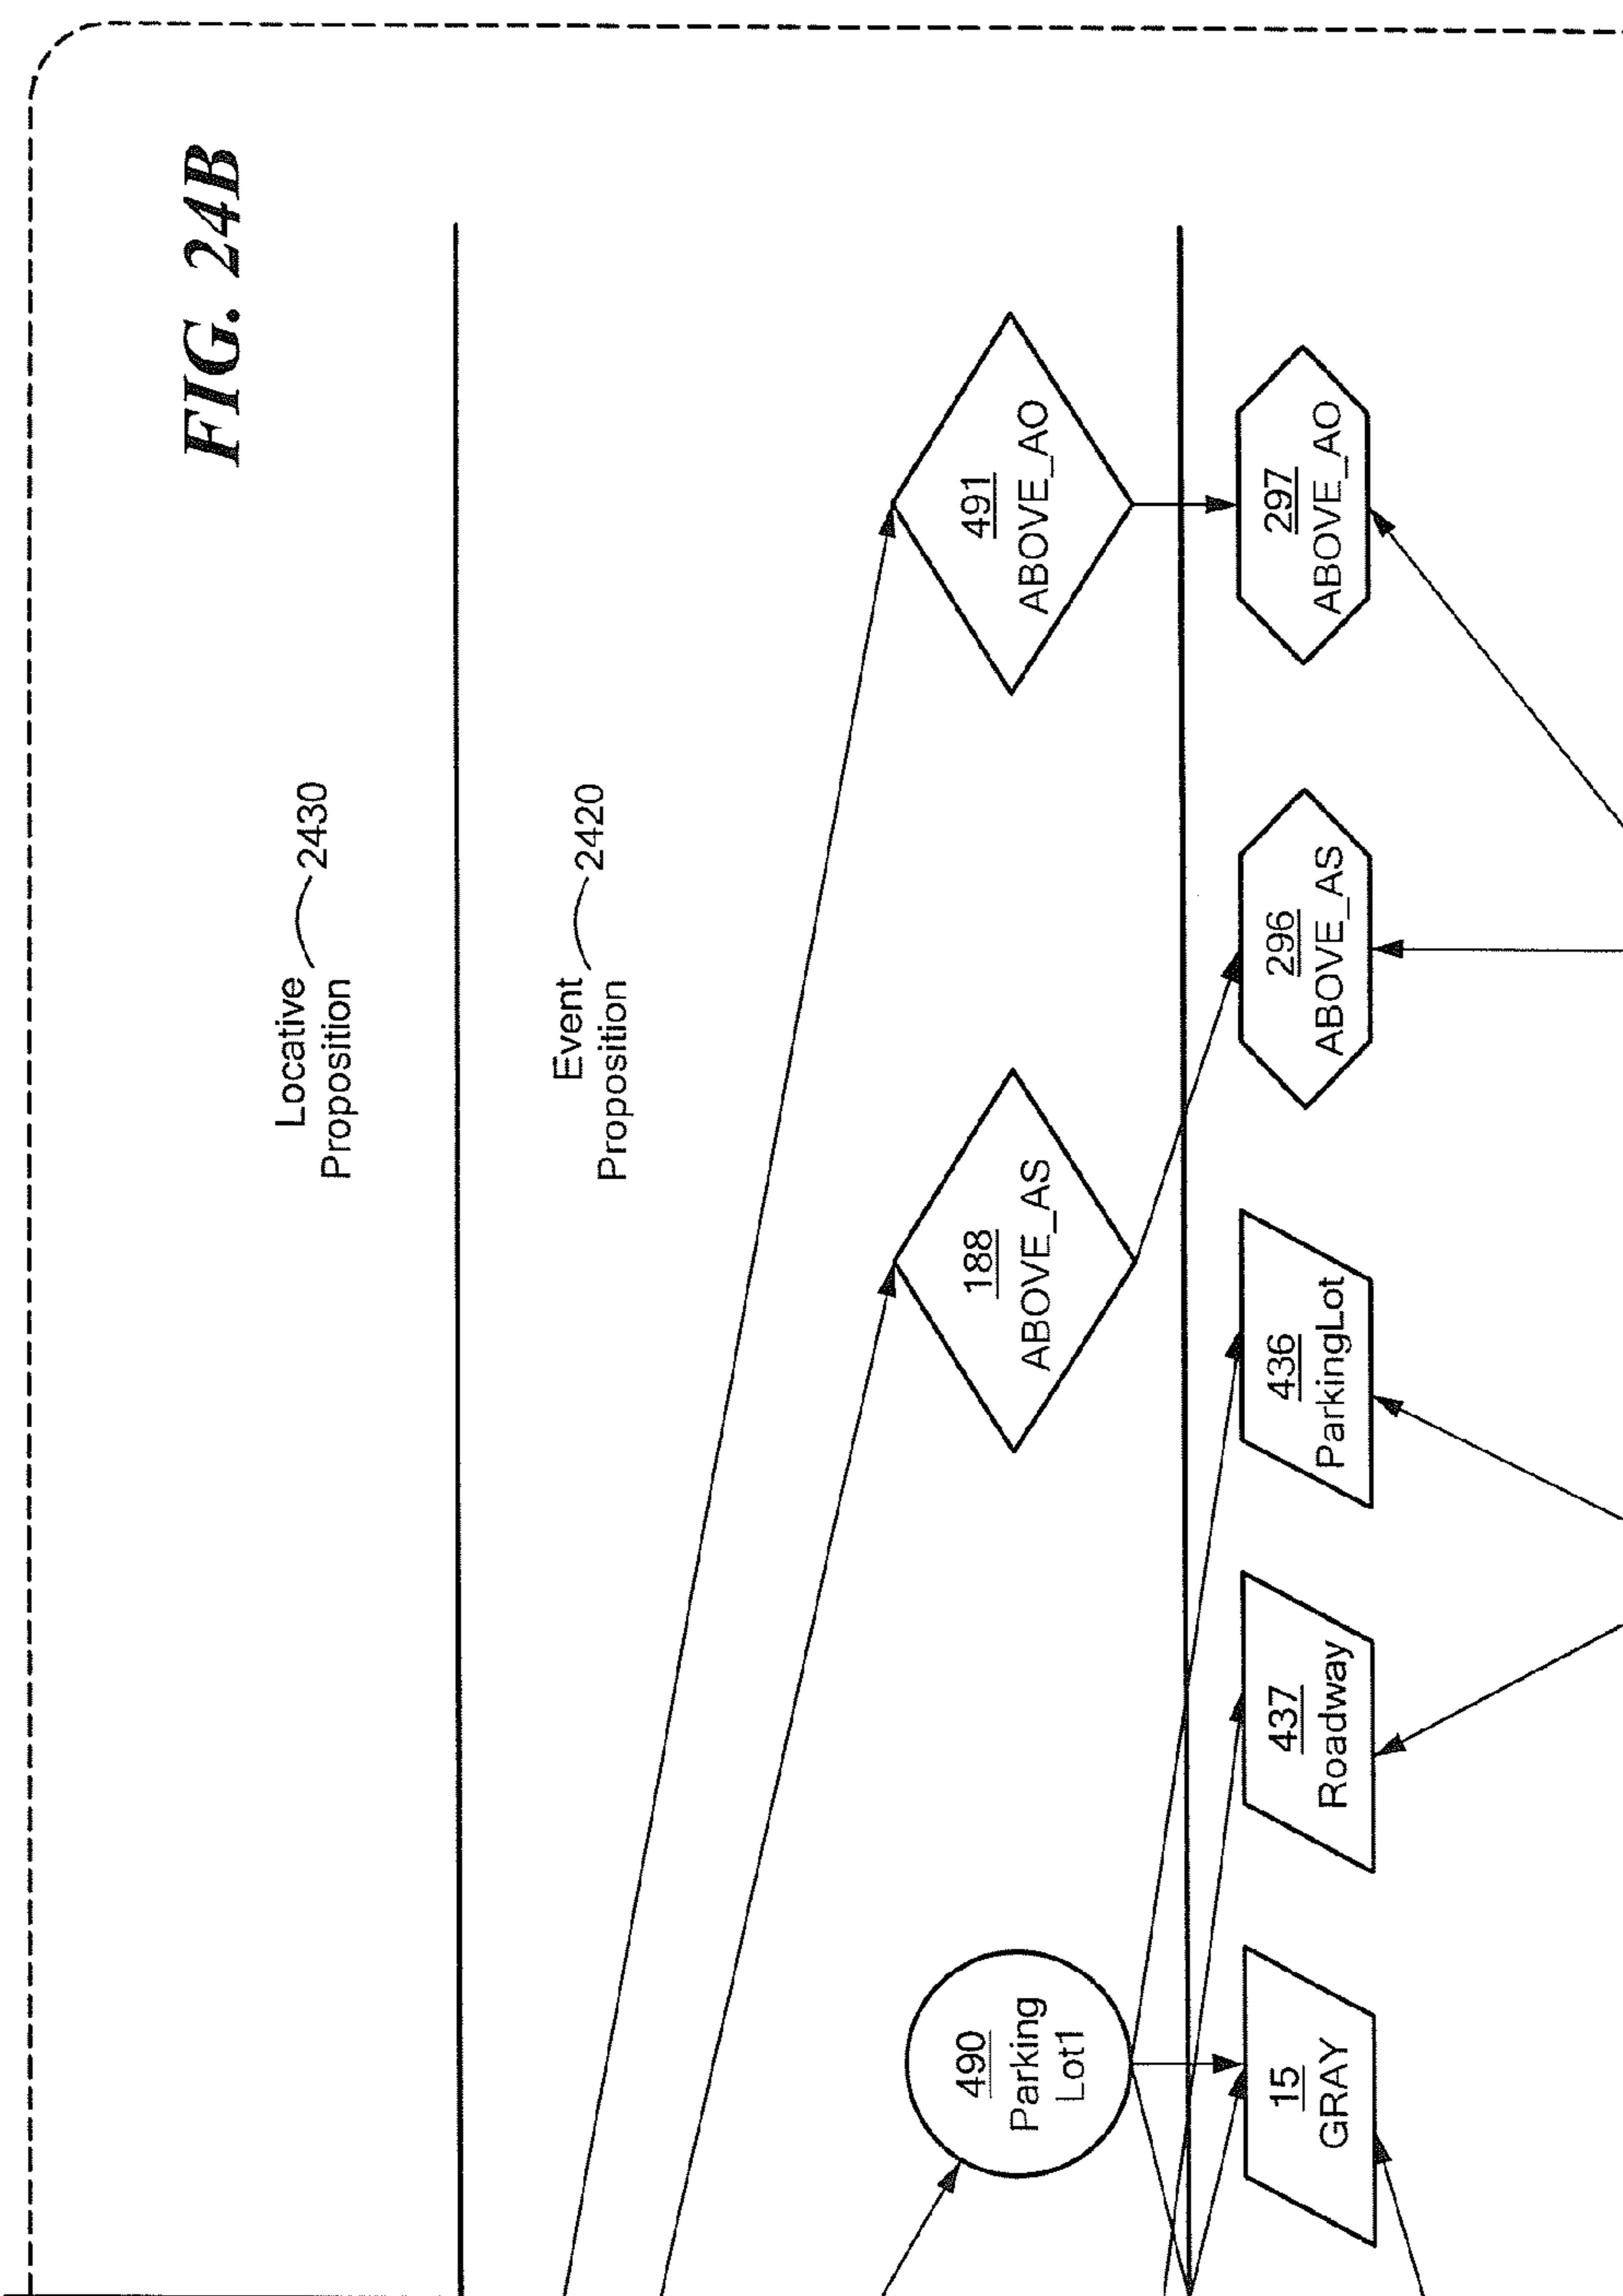 FIG. 24B
Locative
Proposition
2430
Event
Proposition
2420
490
Parking
Lot1
188
ABOVE_AS
491
ABOVE_AO
15
GRAY
437
Roadway
436
ParkingLot
296
ABOVE_AS
297
ABOVE_AO